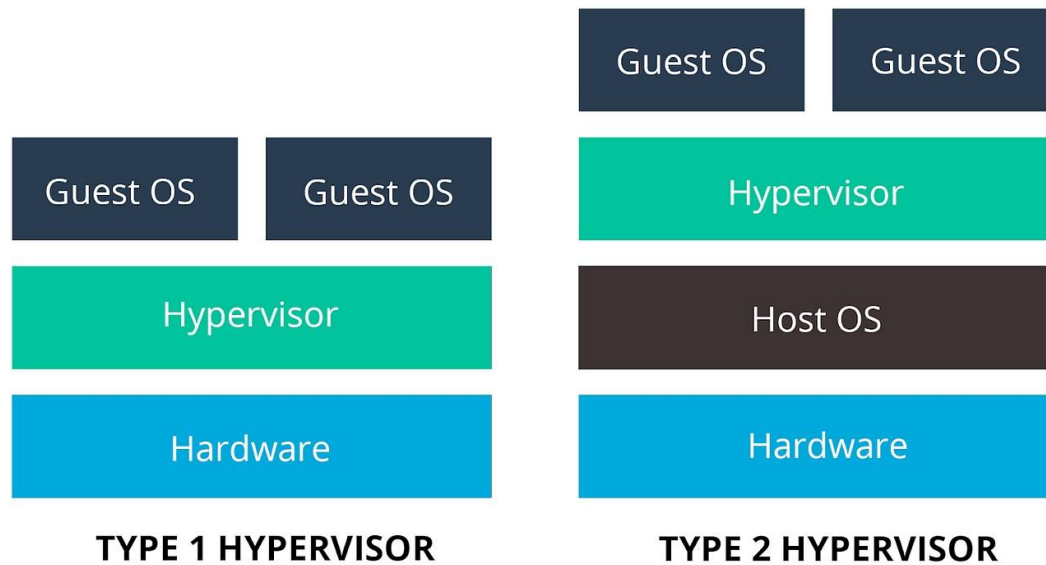 Guest OS
Guest OS
Hypervisor
Hardware
TYPE 1 HYPERVISOR
Guest OS
Guest OS
Hypervisor
Host OS
Hardware
TYPE 2 HYPERVISOR